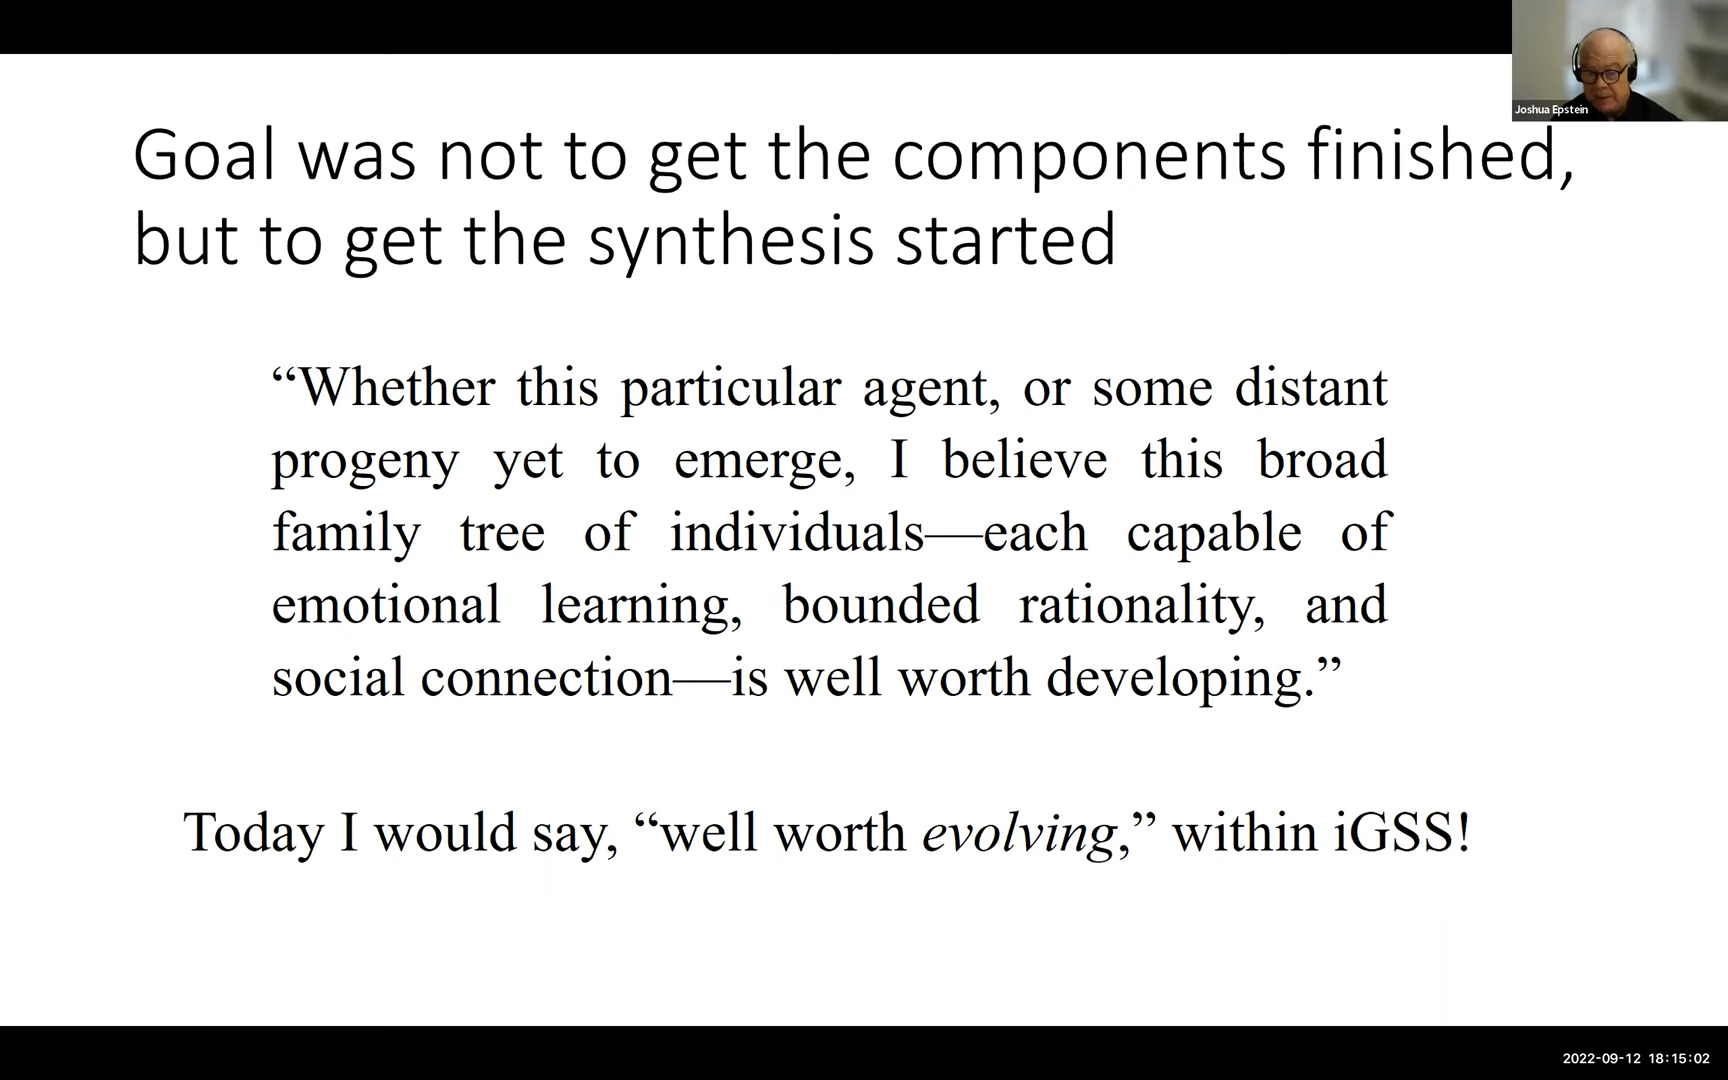 Joshua Epstein
Goal was not to get the components finished,
but to get the synthesis started
“Whether this particular agent, or some distant
progeny yet to emerge, I believe this broad
family tree of individuals—each capable of
emotional learning, bounded rationality, and
social connection—is well worth developing.”
Today I would say, “well worth evolving,” within iGSS!
2022-09-12 18:15:02